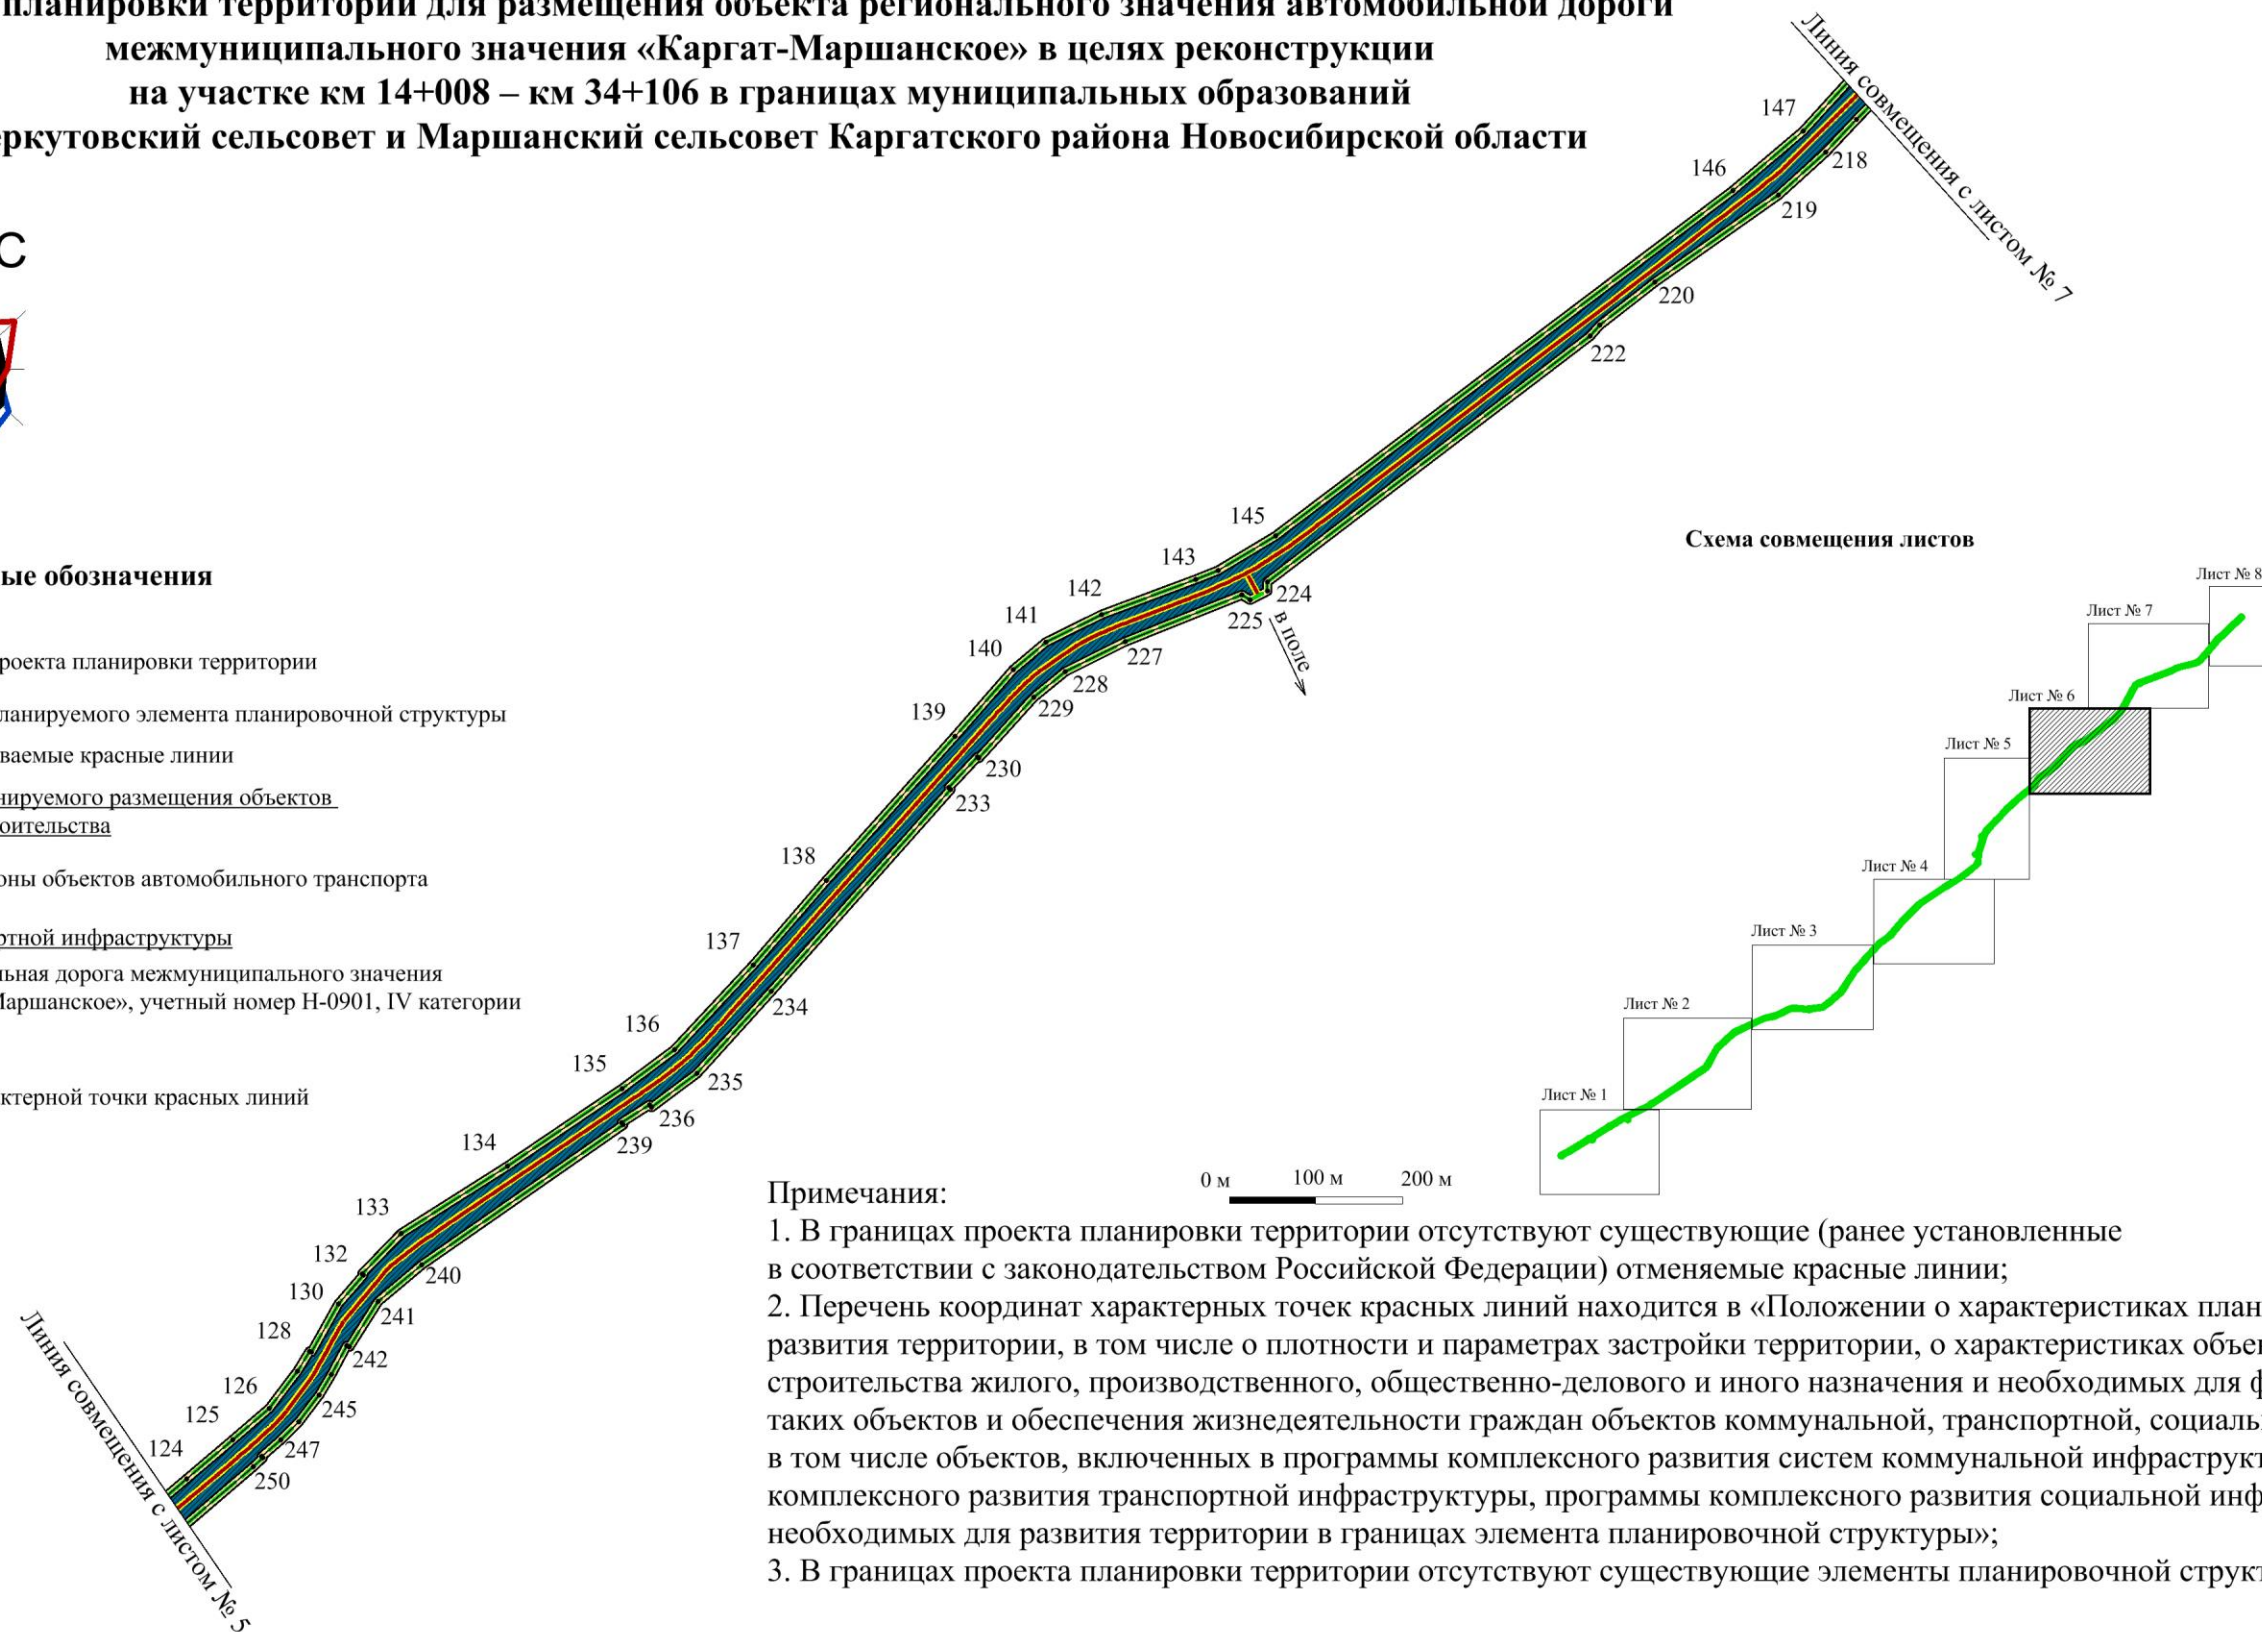 планировки территории для размещения объекта регионального значения автомобильной дороги
межмуниципального значения «Каргат-Маршанское» в целях реконструкции
на участке км 14+008 – км 34+106 в границах муниципальных образований
еркутовский сельсовет и Маршанский сельсовет Каргатского района Новосибирской области
С
ые обозначения
роекта планировки территории
ланируемого элемента планировочной структуры
ваемые красные линии
нируемого размещения объектов
оительства
оны объектов автомобильного транспорта
ртной инфраструктуры
льная дорога межмуниципального значения
Маршанское», учетный номер Н-0901, IV категории
ктерной точки красных линий
Линия совмещения с листом № 7
147
218
146
219
220
222
145
143
224
142
225
в поле
141
227
140
228
229
139
230
233
138
137
234
136
135
235
236
134
239
133
132
240
130
241
128
242
126
245
125
247
124
250
Линия совмещения с листом № 5
Схема совмещения листов
Лист № 8
Лист № 7
Лист № 6
Лист № 5
Лист № 4
Лист № 3
Лист № 2
Лист № 1
0 м 100 м 200 м
Примечания:
1. В границах проекта планировки территории отсутствуют существующие (ранее установленные
в соответствии с законодательством Российской Федерации) отменяемые красные линии;
2. Перечень координат характерных точек красных линий находится в «Положении о характеристиках план
развития территории, в том числе о плотности и параметрах застройки территории, о характеристиках объе
строительства жилого, производственного, общественно-делового и иного назначения и необходимых для ф
таких объектов и обеспечения жизнедеятельности граждан объектов коммунальной, транспортной, социаль
в том числе объектов, включенных в программы комплексного развития систем коммунальной инфраструкт
комплексного развития транспортной инфраструктуры, программы комплексного развития социальной инф
необходимых для развития территории в границах элемента планировочной структуры»;
3. В границах проекта планировки территории отсутствуют существующие элементы планировочной структ